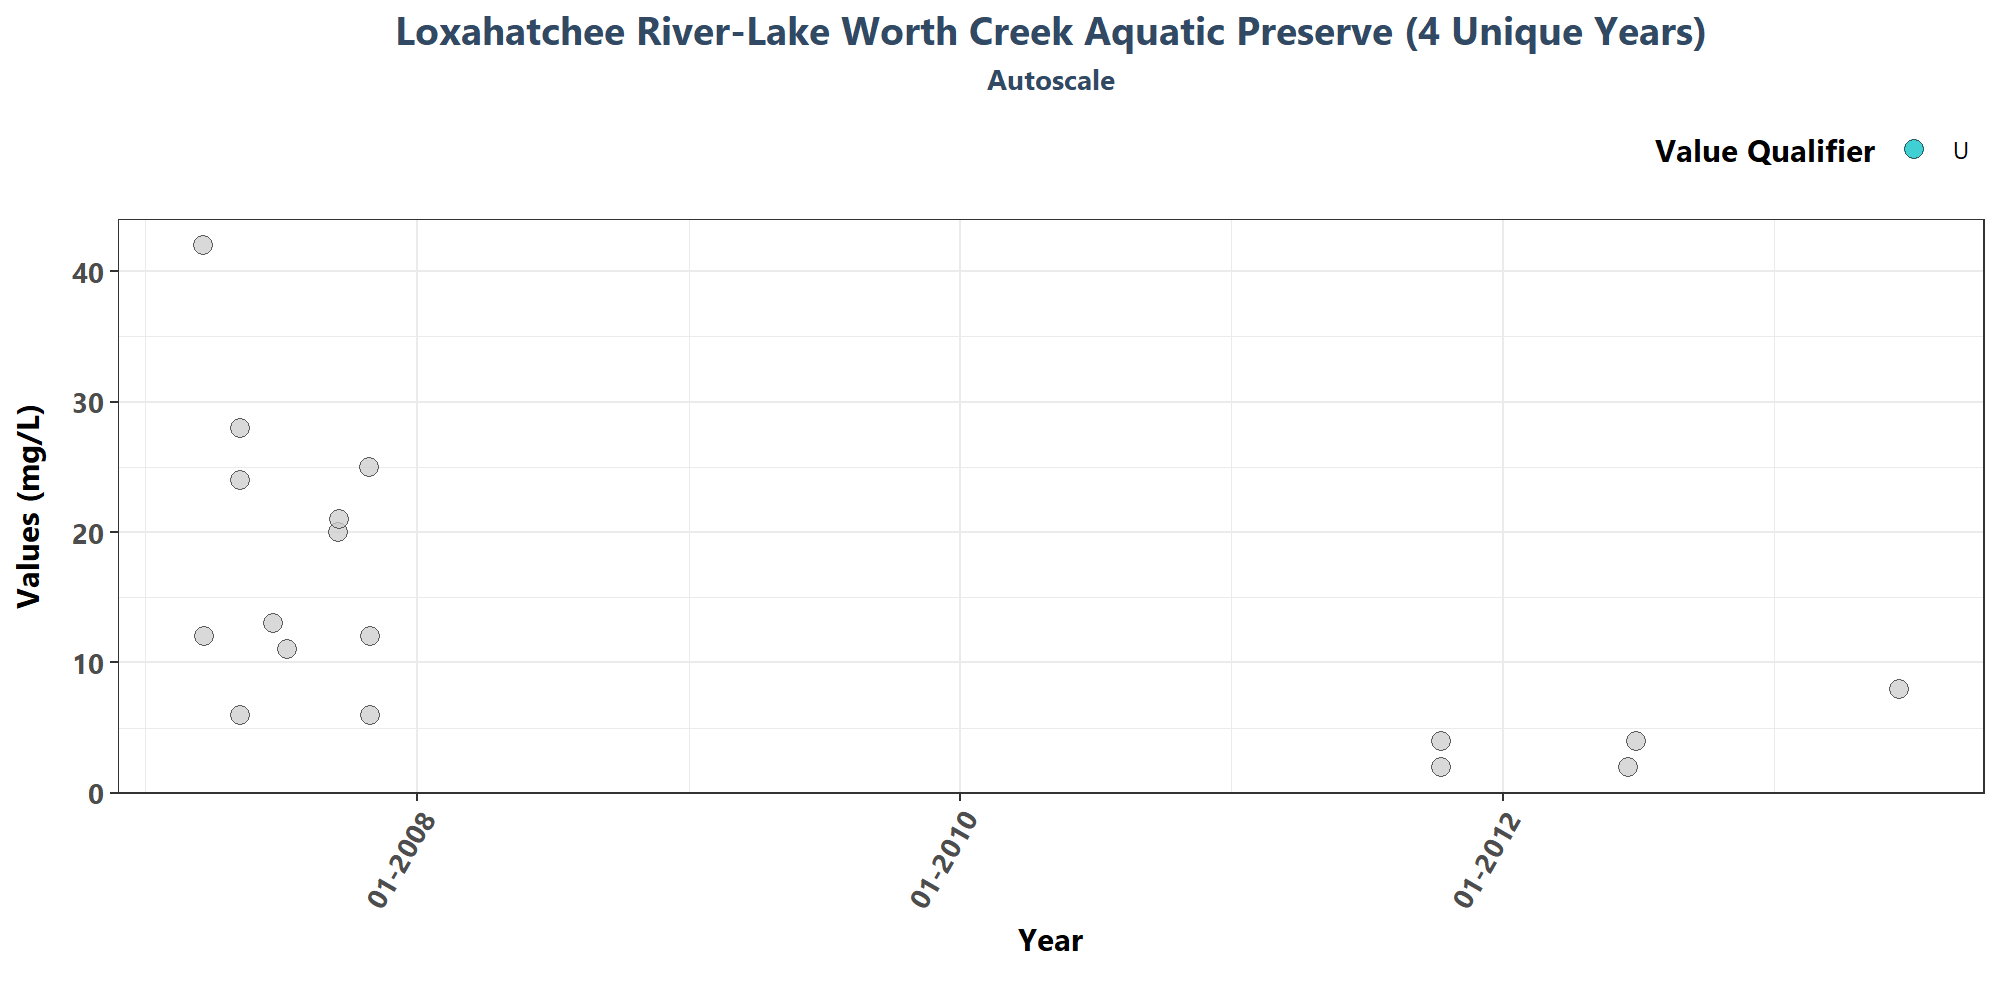 Loxahatchee River-Lake Worth Creek Aquatic Preserve (4 Unique Years)
Autoscale
Value Qualifier U
Values (mg/L)
40
30
20
10
0
01-2008 01-2010 01-2012
Year